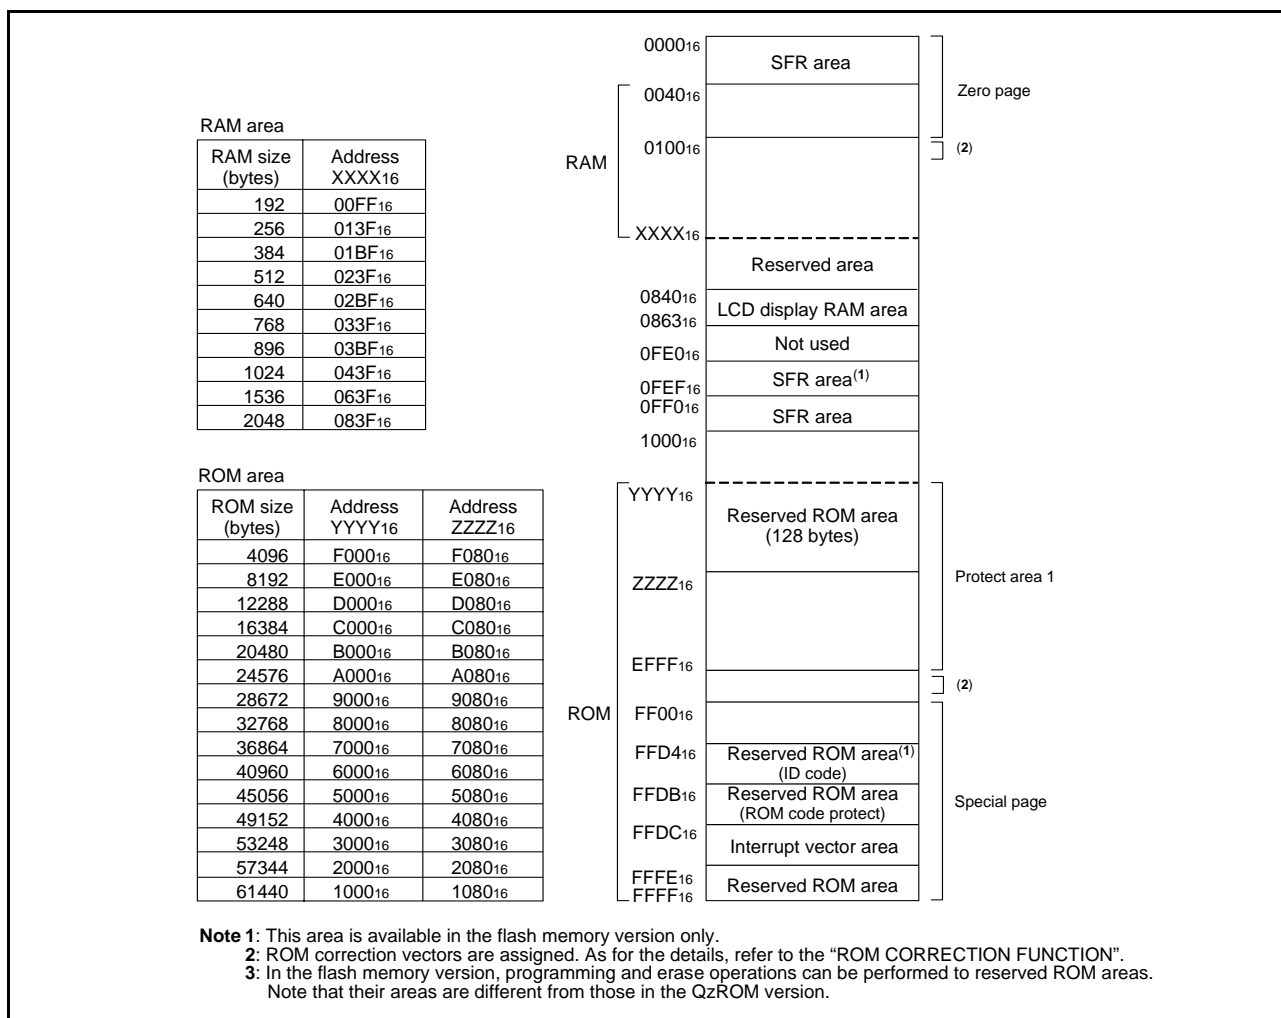 RAM area
RAM size (bytes) Address XXXX16
192 00FF16
256 013F16
384 01BF16
512 023F16
640 02BF16
768 033F16
896 03BF16
1024 043F16
1536 063F16
2048 083F16
ROM area
ROM size (bytes) Address YYYY16 Address ZZZZ16
4096 F00016 F08016
8192 E00016 E08016
12288 D00016 D08016
16384 C00016 C08016
20480 B00016 B08016
24576 A00016 A08016
28672 900016 908016
32768 800016 808016
36864 700016 708016
40960 600016 608016
45056 500016 508016
49152 400016 408016
53248 300016 308016
57344 200016 208016
61440 100016 108016
000016
SFR area
Zero page
004016
RAM
010016
(2)
XXXX16
Reserved area
084016
LCD display RAM area
086316
Not used
0FE016
SFR area(1)
0FEF16
0FF016
SFR area
100016
YYYY16
Reserved ROM area
(128 bytes)
Protect area 1
ZZZZ16
EFFF16
(2)
ROM
FF0016
FFD416
Reserved ROM area(1)
(ID code)
FFDB16
Reserved ROM area
(ROM code protect)
Special page
FFDC16
Interrupt vector area
FFFE16
Reserved ROM area
FFFF16
Note 1: This area is available in the flash memory version only.
2: ROM correction vectors are assigned. As for the details, refer to the “ROM CORRECTION FUNCTION”.
3: In the flash memory version, programming and erase operations can be performed to reserved ROM areas.
Note that their areas are different from those in the QzROM version.